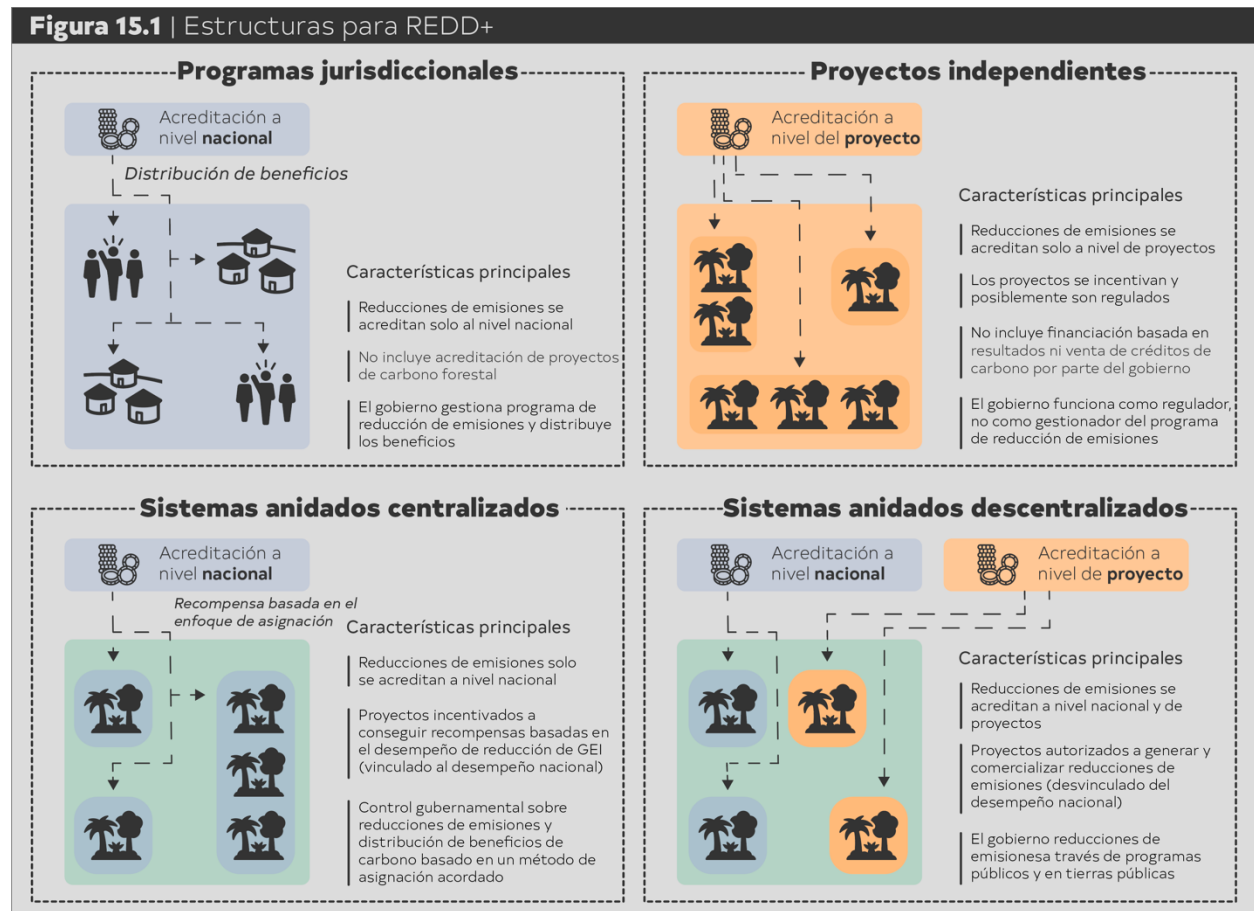 Figura 15.1 | Estructuras para REDD+
Programas jurisdiccionales
Acreditación a
nivel nacional
Distribución de beneficios
Características principales
Reducciones de emisiones se
acreditan solo al nivel nacional
No incluye acreditación de proyectos
de carbono forestal
El gobierno gestiona programa de
reducción de emisiones y distribuye
los beneficios
Proyectos independientes
Acreditación a
nivel del proyecto
Características principales
Reducciones de emisiones se
acreditan solo a nivel de proyectos
Los proyectos se incentivan y
posiblemente son regulados
No incluye financiación basada en
resultados ni venta de créditos de
carbono por parte del gobierno
El gobierno funciona como regulador,
no como gestionador del programa
de reducción de emisiones
Sistemas anidados centralizados
Acreditación a
nivel nacional
Recompensa basada en el
enfoque de asignación
Características principales
Reducciones de emisiones solo
se acreditan a nivel nacional
Proyectos incentivados a
conseguir recompensas basadas en
el desempeño de reducción de GEI
(vinculado al desempeño nacional)
Control gubernamental sobre
reducciones de emisiones y
distribución de beneficios de
carbono basado en un método de
asignación acordado
Sistemas anidados descentralizados
Acreditación a
nivel nacional
Acreditación a
nivel de proyecto
Características principales
Reducciones de emisiones se
acreditan a nivel nacional y de
proyectos
Proyectos autorizados a generar y
comercializar reducciones de
emisiones (desvinculado del
desempeño nacional)
El gobierno reducciones de
emisionesa través de programas
públicos y en tierras públicas